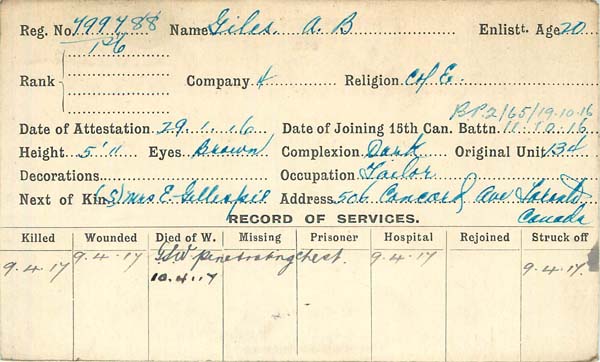 Reg. No. 799788 Name Giles. A. B Enlistt. Age 20
Pte
Rank Company 4 Religion C of E.
BP.2/65/19.10.16
Date of Attestation 29.1.16 Date of Joining 15th Can. Battn. 11.10.16
Height 5'11 Eyes Brown Complexion Dark Original Unit 134
Decorations Occupation Tailor
Next of Kin (S) Mrs E. Gillespie Address 506 Concord Ave Toronto
Canada
RECORD OF SERVICES.
Killed Wounded Died of W. Missing Prisoner Hospital Rejoined Struck off
9.4.17 9.4.17 GSW penetrating chest 9.4.17 9.4.17
10.4.17